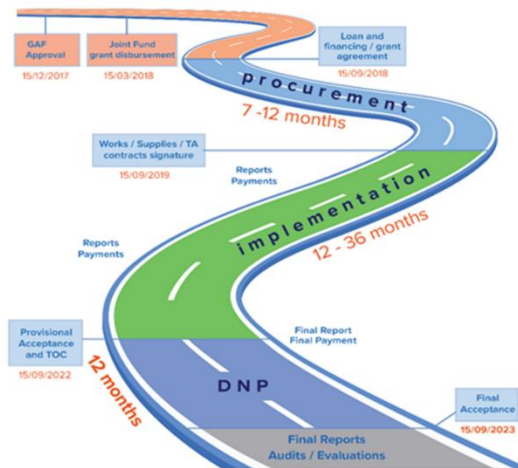 GAF
Approval
15/12/2017
Joint Fund
grant disbursement
15/03/2018
Loan and
financing / grant
agreement
15/09/2018
procurement
7 -12 months
Works / Supplies / TA
contracts signature
15/09/2019
Reports
Payments
implementation
12 - 36 months
Reports
Payments
Provisional
Acceptance
and TOC
15/09/2022
Final Report
Final Payment
12 months
DNP
Final
Acceptance
15/09/2023
Final Reports
Audits / Evaluations